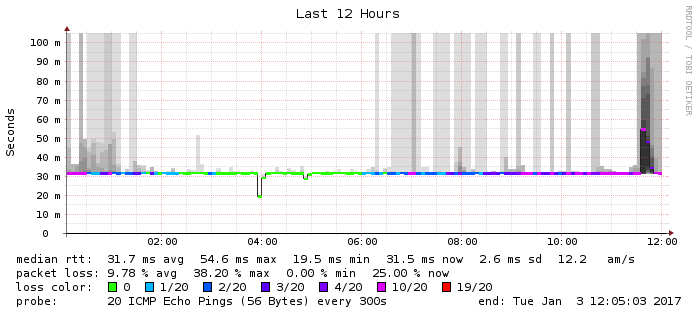 Last 12 Hours
RRDTOOL / TOBI OETIKER
Seconds
100 m
90 m
80 m
70 m
60 m
50 m
40 m
30 m
20 m
10 m
0
02:00 04:00 06:00 08:00 10:00 12:00
median rtt: 31.7 ms avg 54.6 ms max 19.5 ms min 31.5 ms now 2.6 ms sd 12.2 am/s
packet loss: 9.78 % avg 38.20 % max 0.00 % min 25.00 % now
loss color: 0 1/20 2/20 3/20 4/20 10/20 19/20
probe: 20 ICMP Echo Pings (56 Bytes) every 300s end: Tue Jan 3 12:05:03 2017